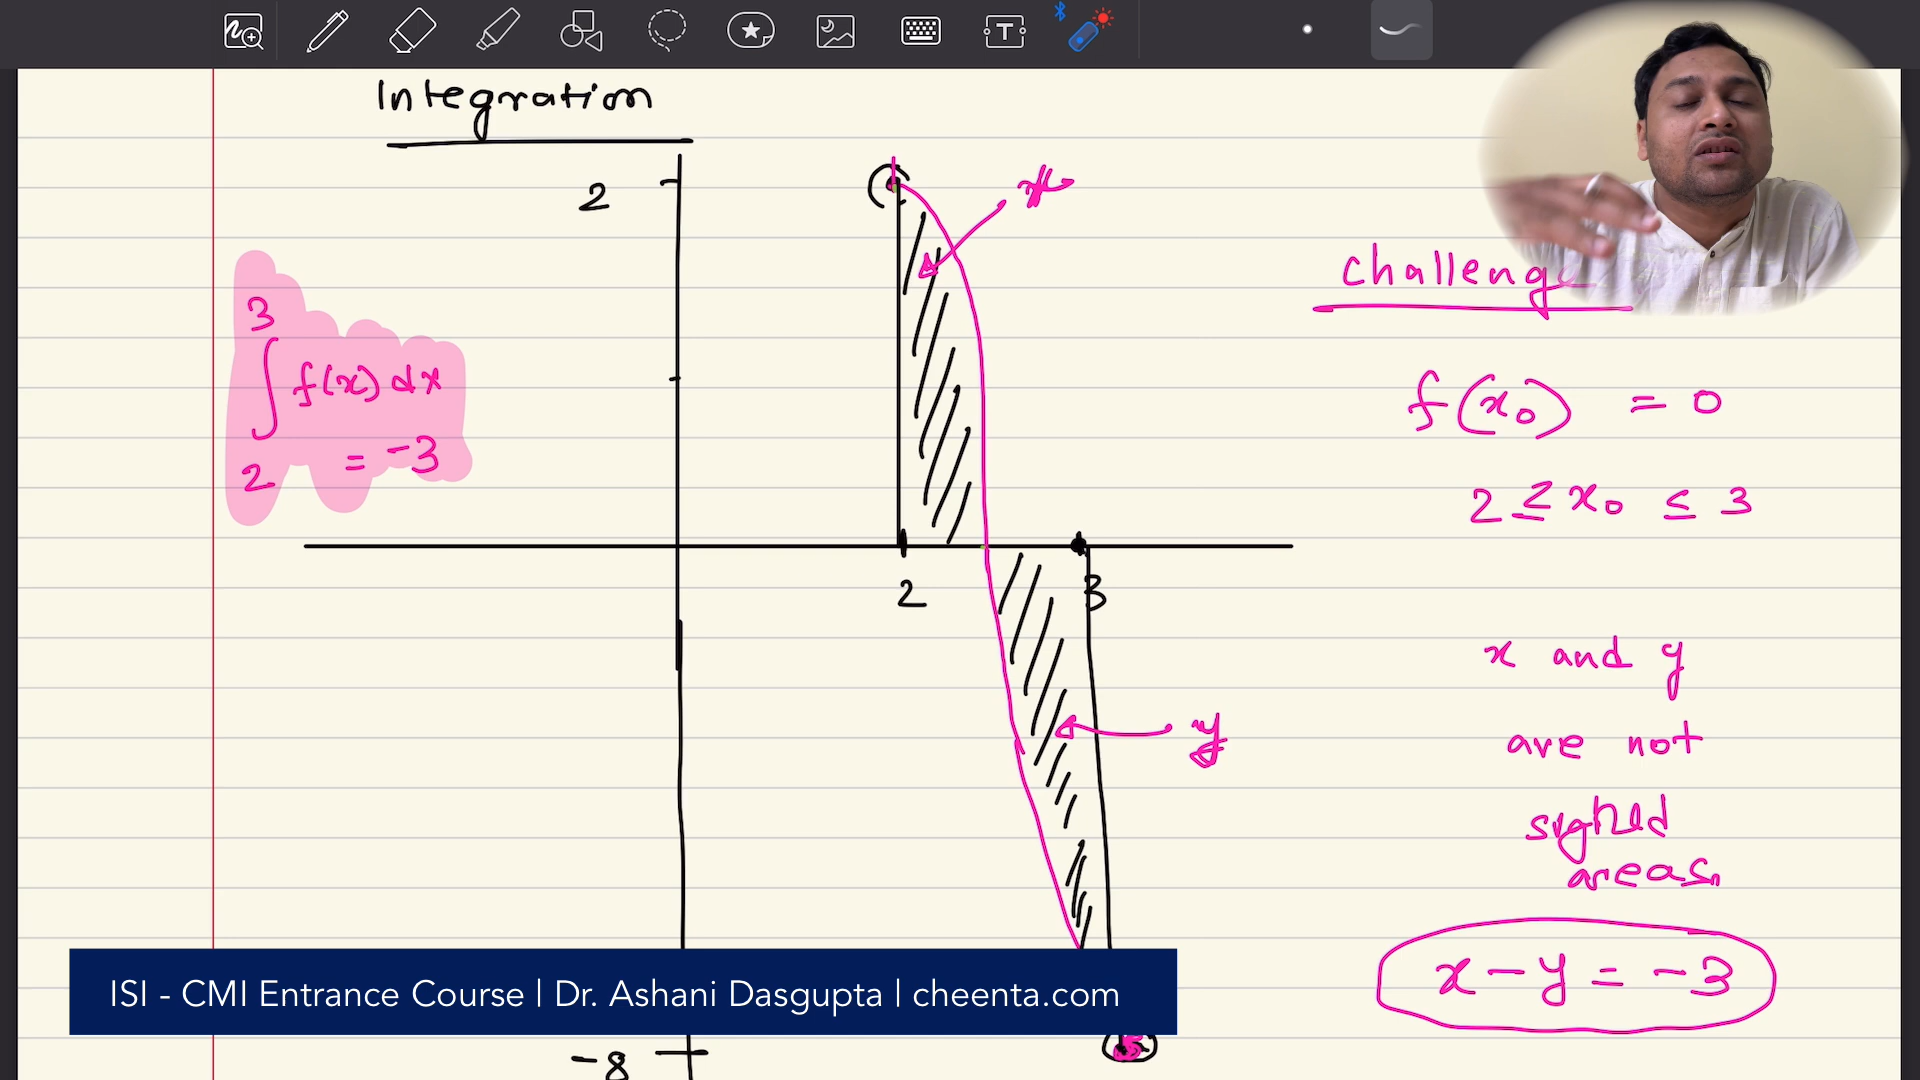 Integration
2
x
Challenge
3
∫ f(x) dx
2 = -3
f(x₀) = 0
2 ≤ x₀ ≤ 3
2
3
x and y
are not
signed
areas
y
x - y = -3
ISI - CMI Entrance Course | Dr. Ashani Dasgupta | cheenta.com
-8